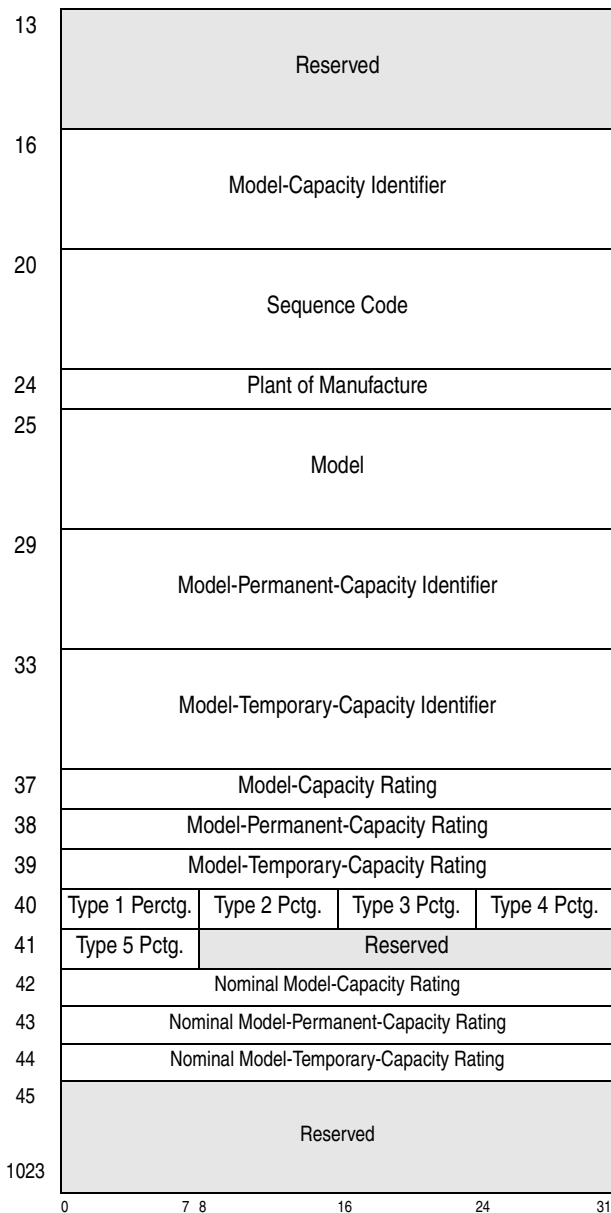 13
Reserved
16
Model-Capacity Identifier
20
Sequence Code
24 Plant of Manufacture
25
Model
29
Model-Permanent-Capacity Identifier
33
Model-Temporary-Capacity Identifier
37 Model-Capacity Rating
38 Model-Permanent-Capacity Rating
39 Model-Temporary-Capacity Rating
40 Type 1 Perctg. Type 2 Pctg. Type 3 Pctg. Type 4 Pctg.
41 Type 5 Pctg. Reserved
42 Nominal Model-Capacity Rating
43 Nominal Model-Permanent-Capacity Rating
44 Nominal Model-Temporary-Capacity Rating
45
Reserved
1023
0 7 8 16 24 31